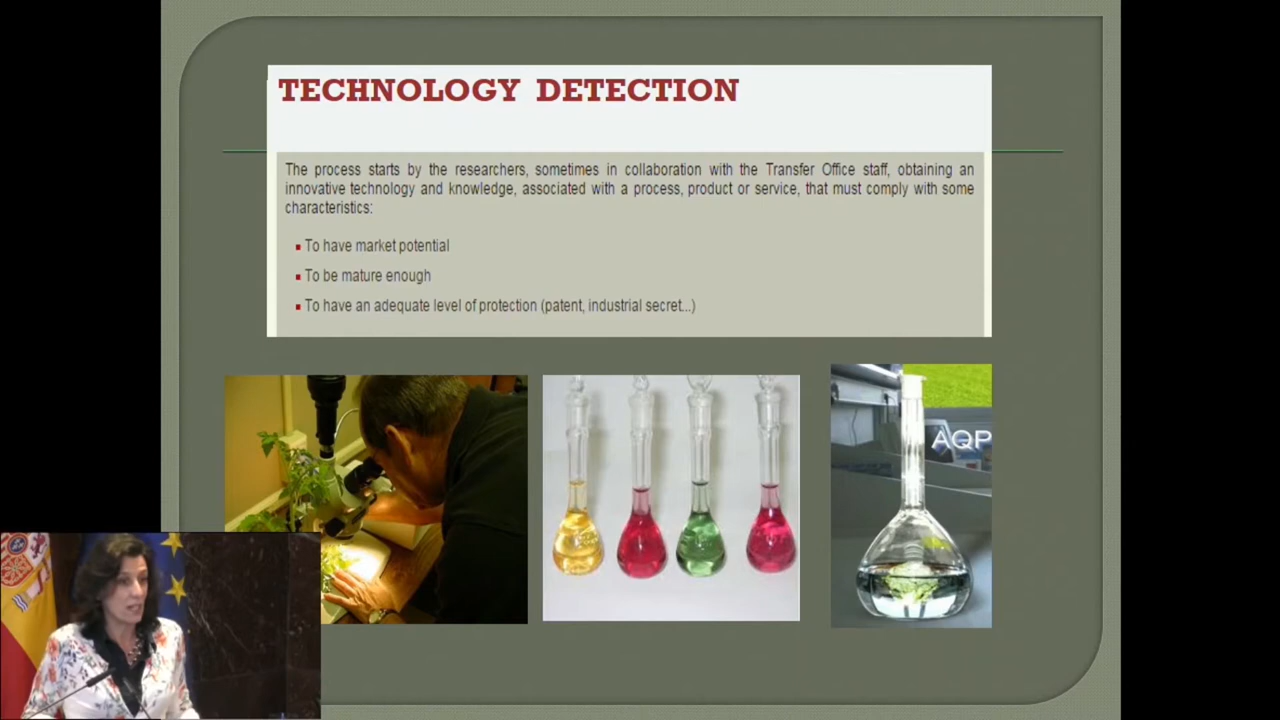 TECHNOLOGY DETECTION
The process starts by the researchers, sometimes in collaboration with the Transfer Office staff, obtaining an
innovative technology and knowledge, associated with a process, product or service, that must comply with some
characteristics:
▪ To have market potential
▪ To be mature enough
▪ To have an adequate level of protection (patent, industrial secret...)
AQP